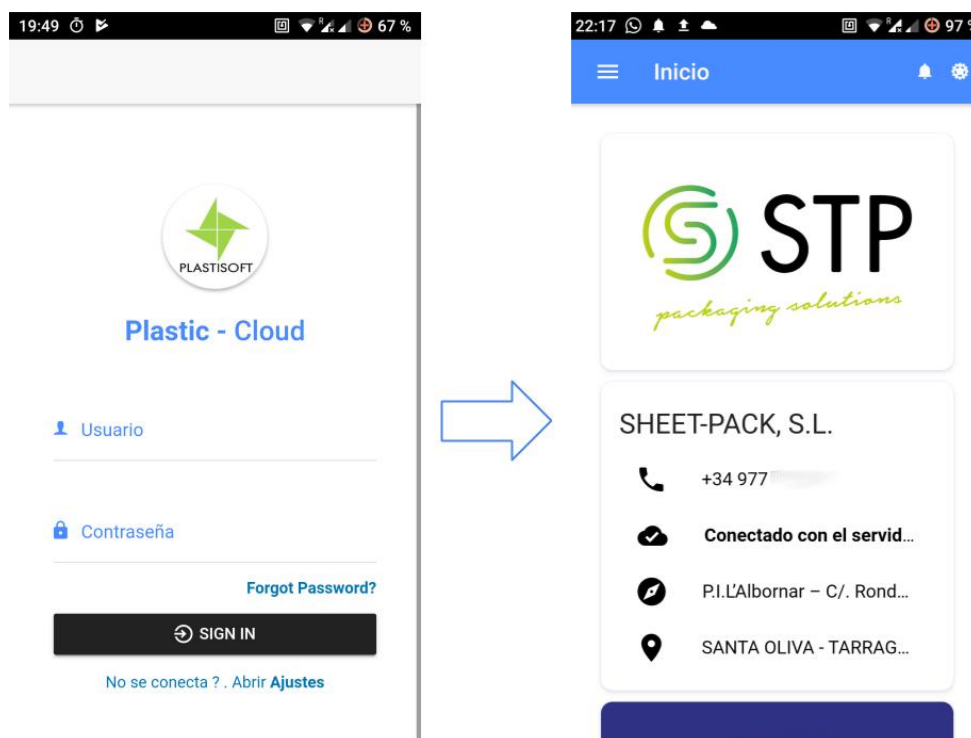 19:49 67 %
PLASTISOFT
Plastic - Cloud
Usuario
Contraseña
Forgot Password?
SIGN IN
No se conecta ? . Abrir Ajustes
22:17 97 %
Inicio
STP
packaging solutions
SHEET-PACK, S.L.
+34 977
Conectado con el servid...
P.I.L'Albornar – C/. Rond...
SANTA OLIVA - TARRAG...